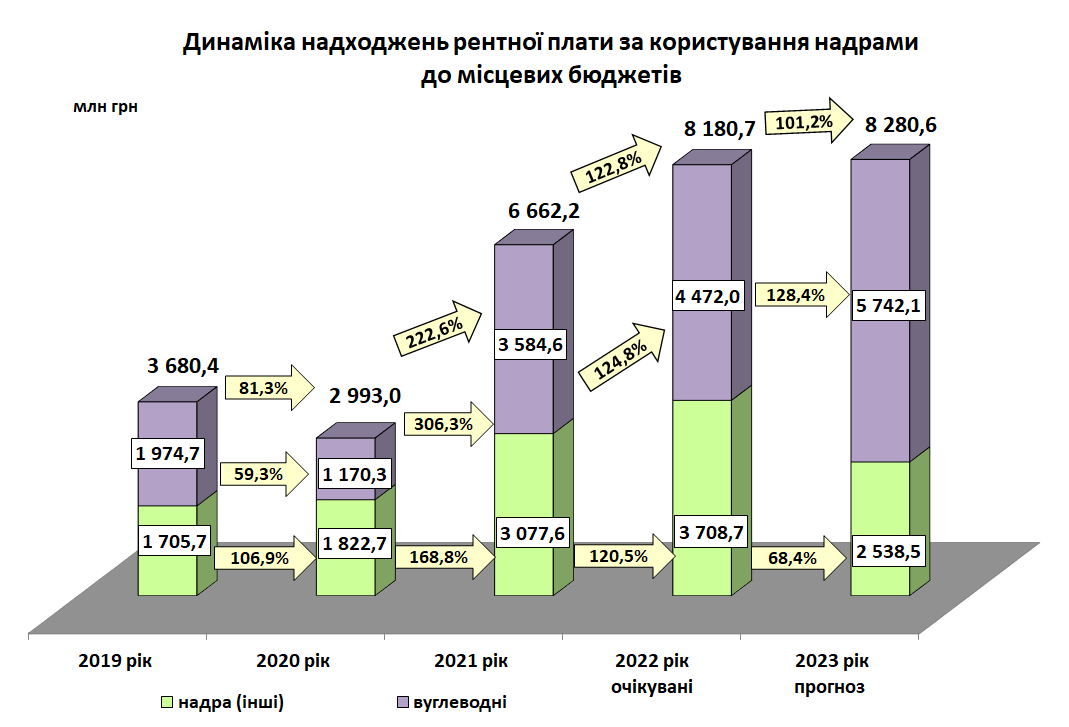 Динаміка надходжень рентної плати за користування надрами
до місцевих бюджетів
млн грн
3 680,4
81,3%
2 993,0
222,6%
6 662,2
122,8%
8 180,7
101,2%
8 280,6
1 974,7
59,3%
1 170,3
306,3%
3 584,6
124,8%
4 472,0
128,4%
5 742,1
1 705,7
106,9%
1 822,7
168,8%
3 077,6
120,5%
3 708,7
68,4%
2 538,5
2019 рік
2020 рік
2021 рік
2022 рік
очікувані
2023 рік
прогноз
надра (інші)
вуглеводні